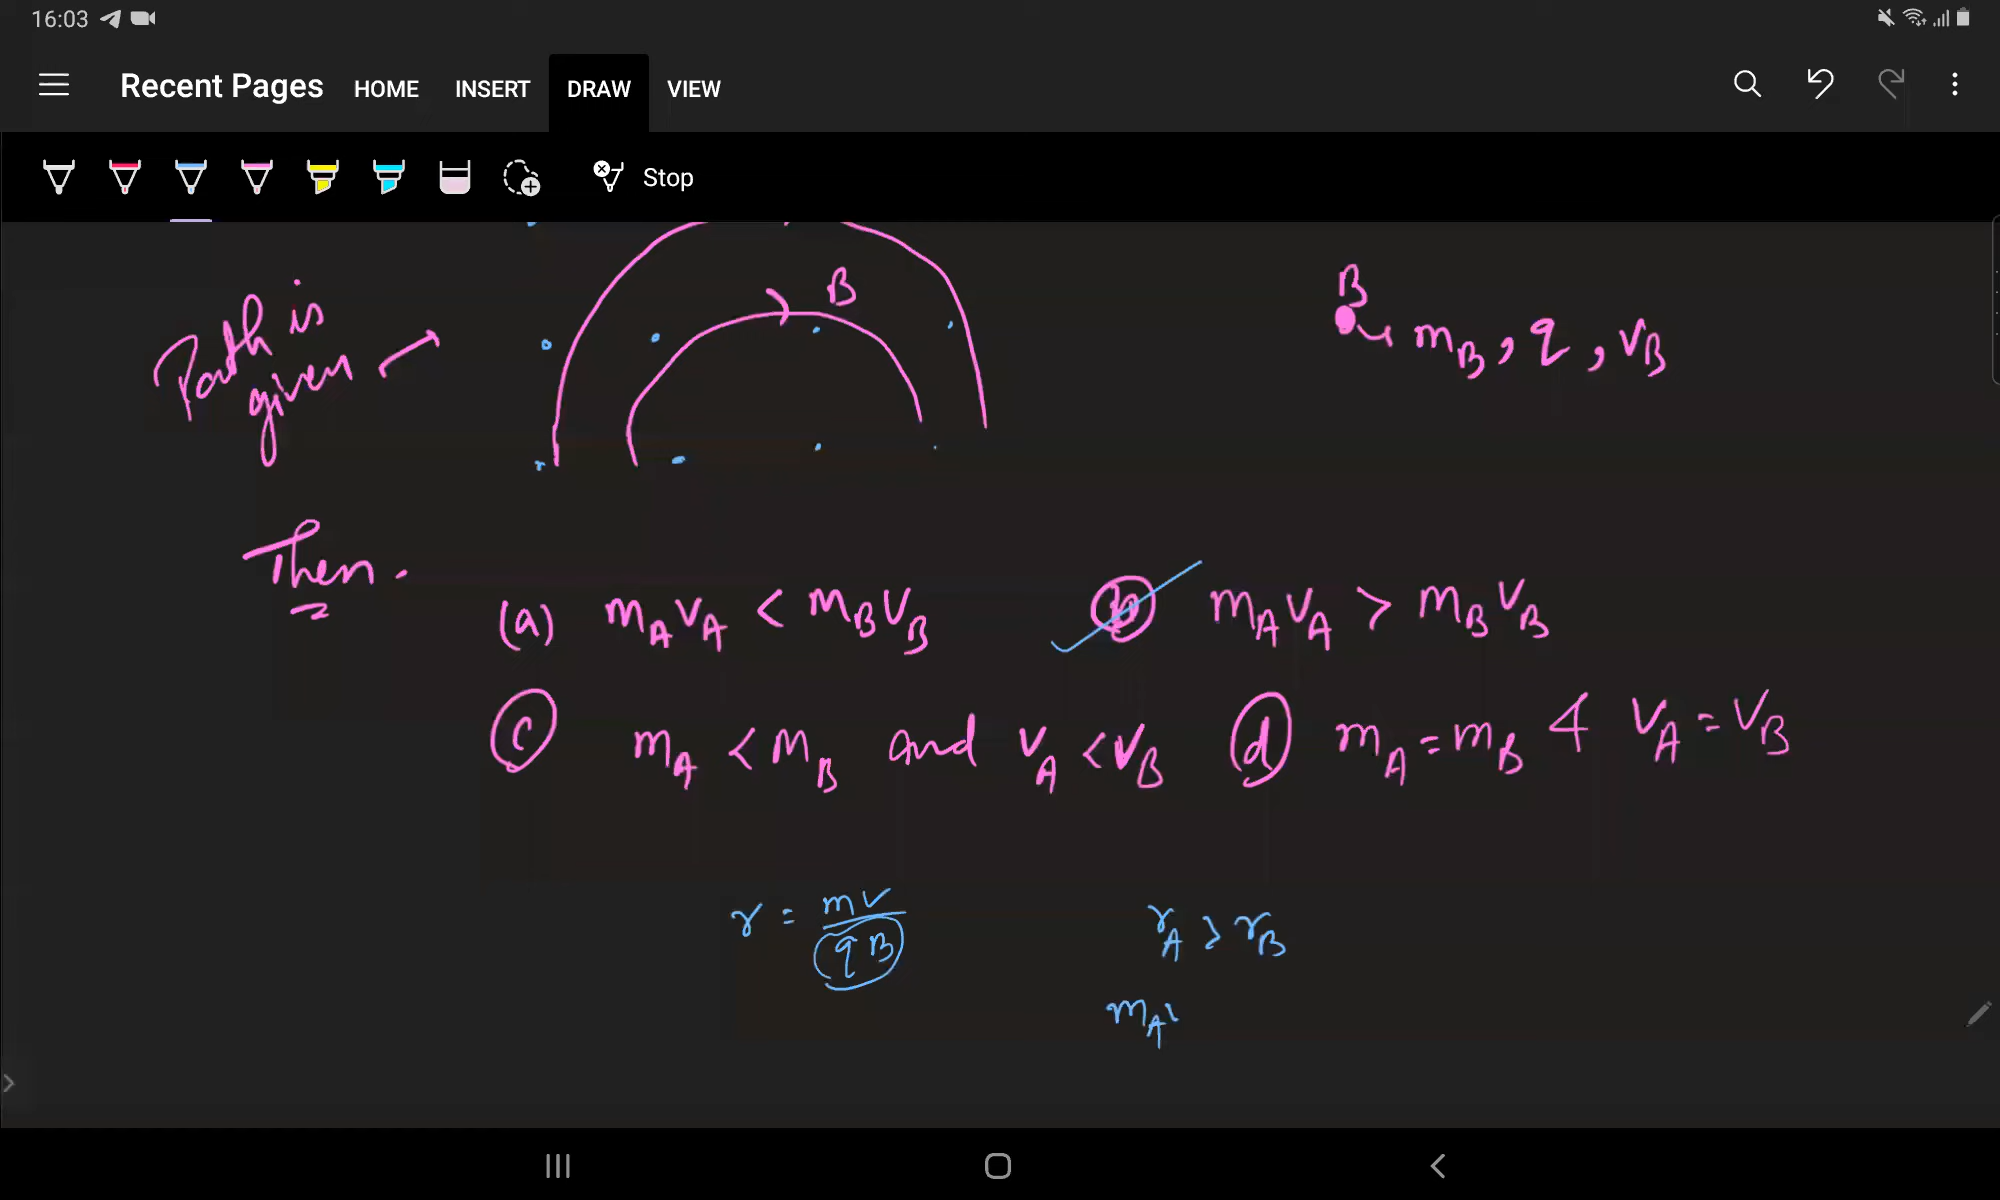 16:03
Recent Pages HOME INSERT DRAW VIEW
Stop
Path is
given →
B
B
m_B, q, v_B
Then.
(a) m_A v_A < m_B v_B (b) m_A v_A > m_B v_B
(c) m_A < m_B and v_A < v_B (d) m_A = m_B & v_A = v_B
r = mv/qB r_A > r_B
m_A